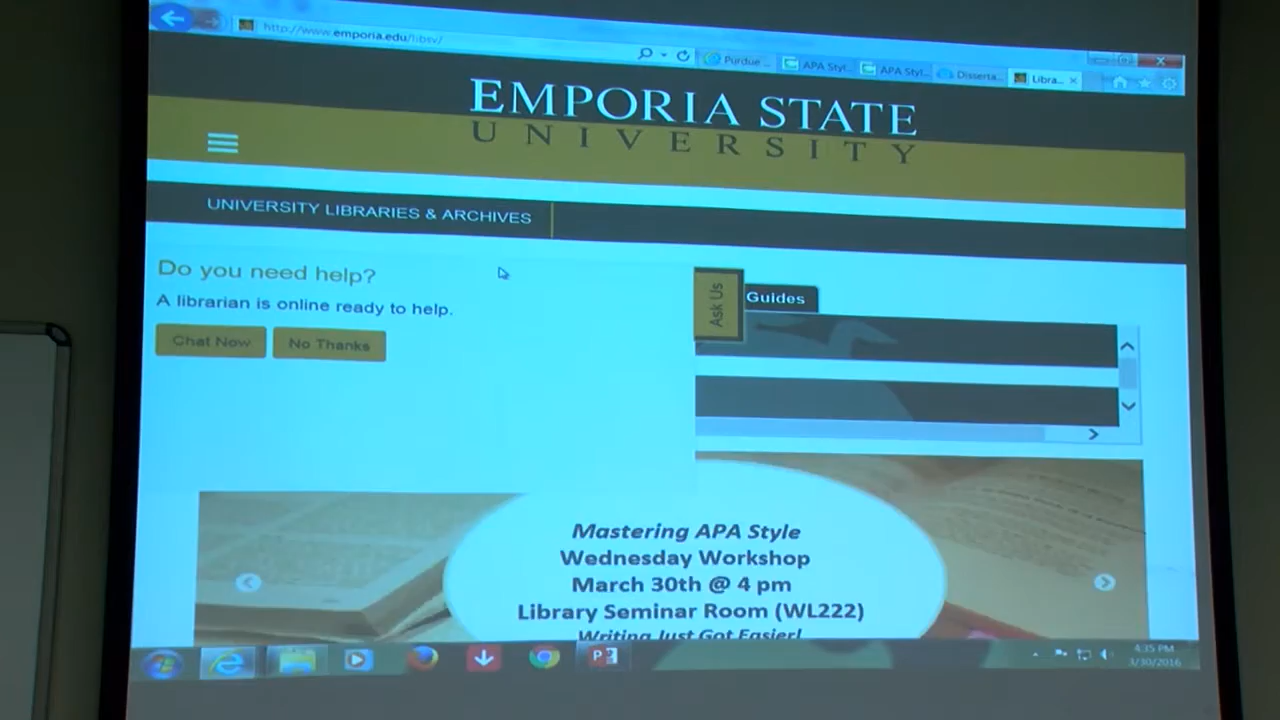 http://www.emporia.edu/libsv/
Purdue ...
APA Styl...
APA Styl...
Disserta...
Libra...
EMPORIA STATE
UNIVERSITY
UNIVERSITY LIBRARIES & ARCHIVES
Do you need help?
A librarian is online ready to help.
Chat Now
No Thanks
Ask Us
Guides
Mastering APA Style
Wednesday Workshop
March 30th @ 4 pm
Library Seminar Room (WL222)
Writing Just Got Easier!
4:35 PM
3/30/2016